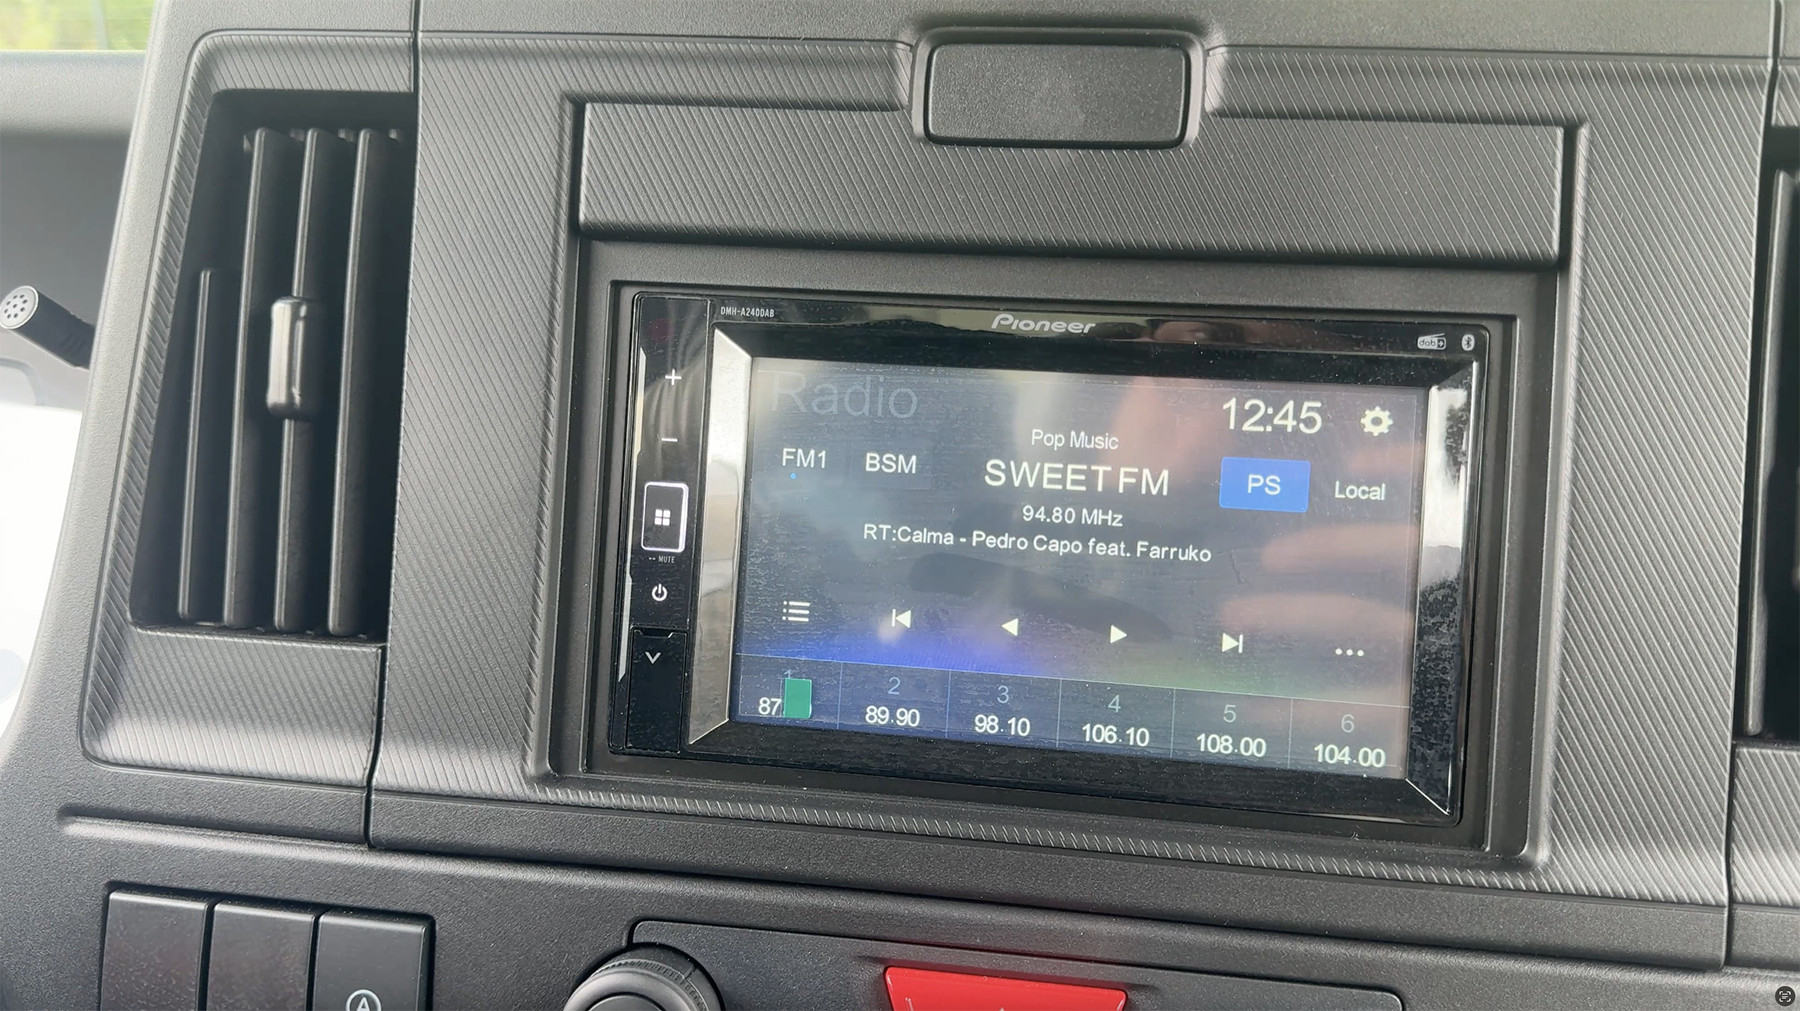 DMH-A240DAB
Pioneer
dab
Radio
12:45
Pop Music
FM1
BSM
SWEET FM
PS
Local
94.80 MHz
RT:Calma - Pedro Capo feat. Farruko
MUTE
1
2
3
4
5
6
87
89.90
98.10
106.10
108.00
104.00
A